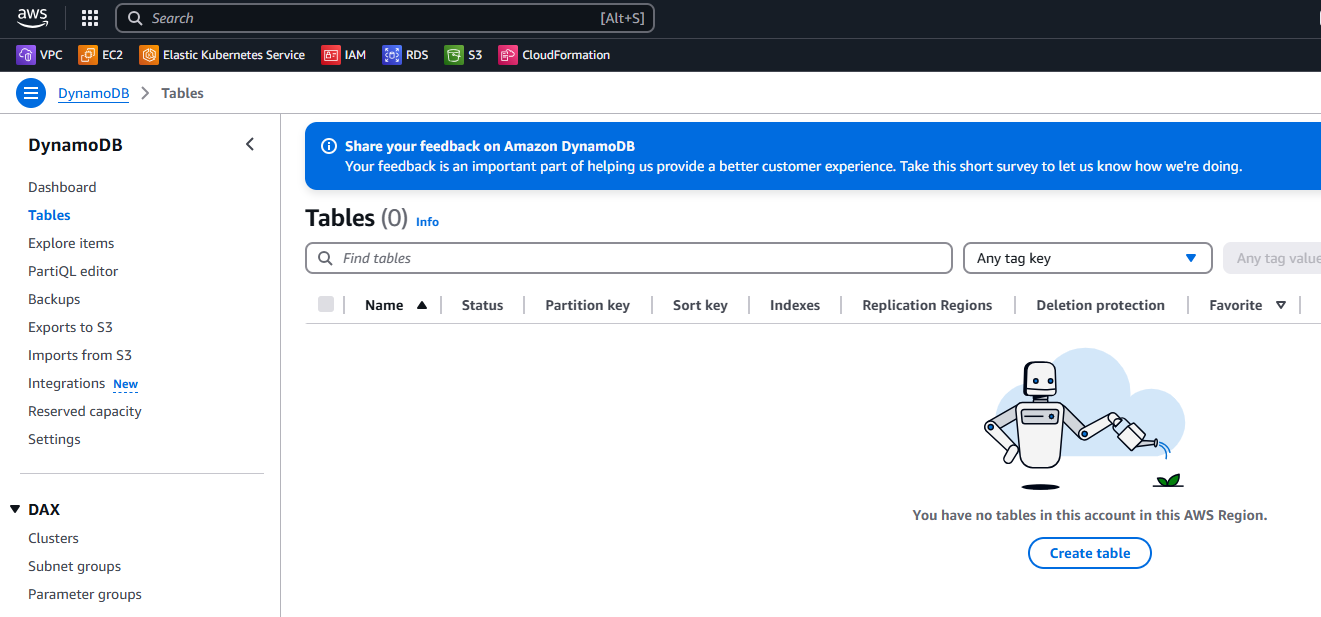 aws Search [Alt+S]
VPC EC2 Elastic Kubernetes Service IAM RDS S3 CloudFormation
DynamoDB Tables
DynamoDB
Dashboard
Tables
Explore items
PartiQL editor
Backups
Exports to S3
Imports from S3
Integrations New
Reserved capacity
Settings
DAX
Clusters
Subnet groups
Parameter groups
Share your feedback on Amazon DynamoDB
Your feedback is an important part of helping us provide a better customer experience. Take this short survey to let us know how we're doing.
Tables (0) Info
Find tables Any tag key Any tag value
Name Status Partition key Sort key Indexes Replication Regions Deletion protection Favorite
You have no tables in this account in this AWS Region.
Create table